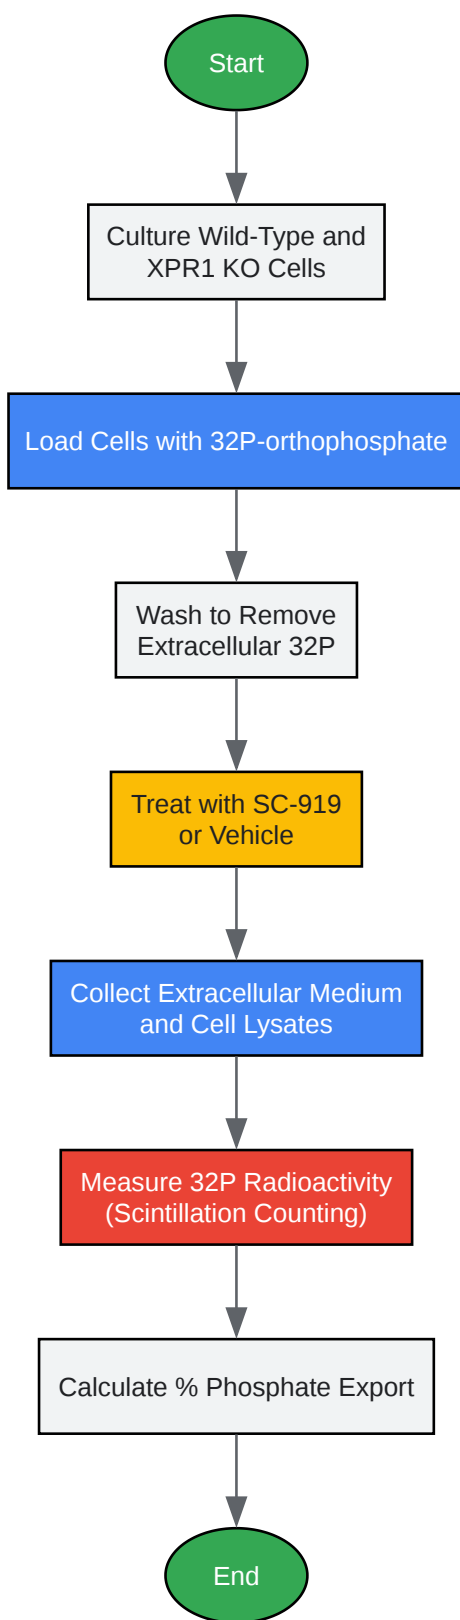 Start
Culture Wild-Type and
XPR1 KO Cells
Load Cells with 32P-orthophosphate
Wash to Remove
Extracellular 32P
Treat with SC-919
or Vehicle
Collect Extracellular Medium
and Cell Lysates
Measure 32P Radioactivity
(Scintillation Counting)
Calculate % Phosphate Export
End